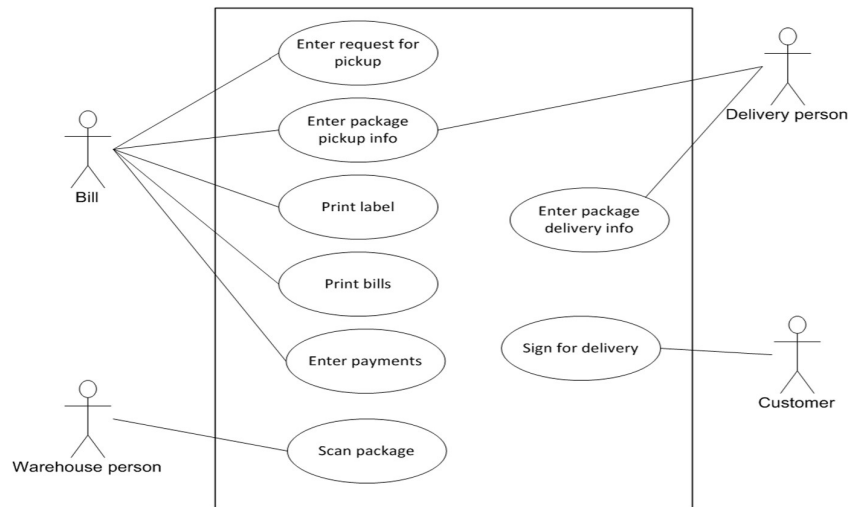 Enter request for
pickup
Delivery person
Enter package
pickup info
Bill
Print label
Enter package
delivery info
Print bills
Sign for delivery
Enter payments
Customer
Scan package
Warehouse person